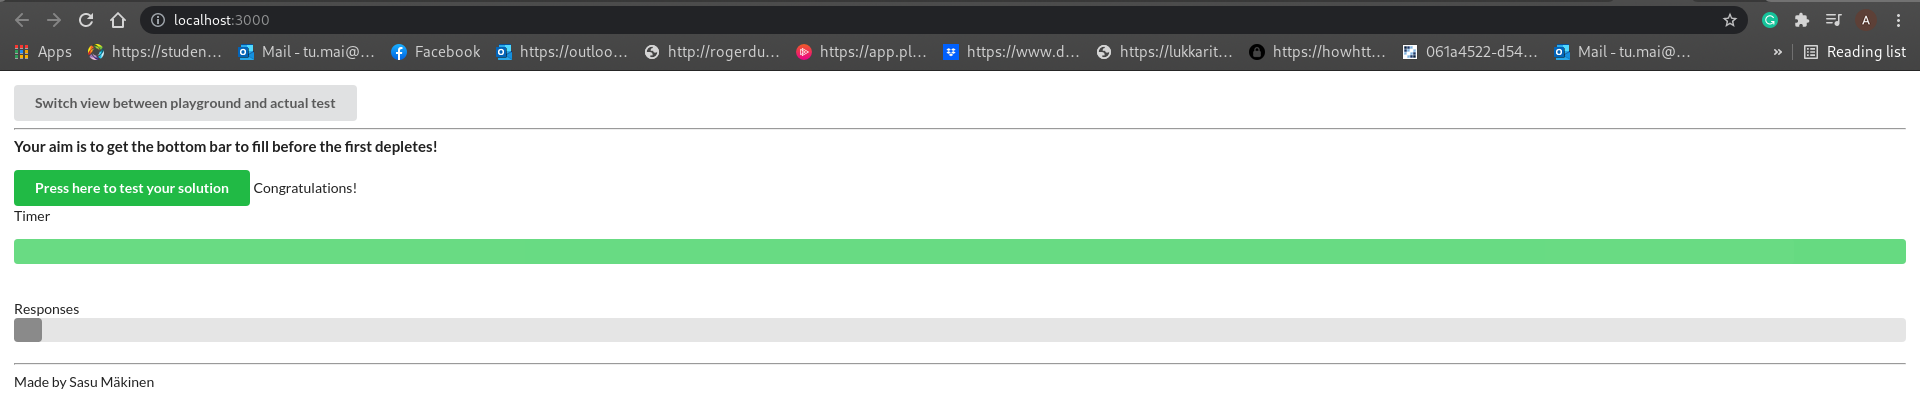 localhost:3000
Apps https://studen... Mail - tu.mai@... Facebook https://outloo... http://rogerdu... https://app.pl... https://www.d... https://lukkarit... https://howhtt... 061a4522-d54... Mail - tu.mai@... » Reading list
Switch view between playground and actual test
Your aim is to get the bottom bar to fill before the first depletes!
Press here to test your solution Congratulations!
Timer
Responses
Made by Sasu Mäkinen